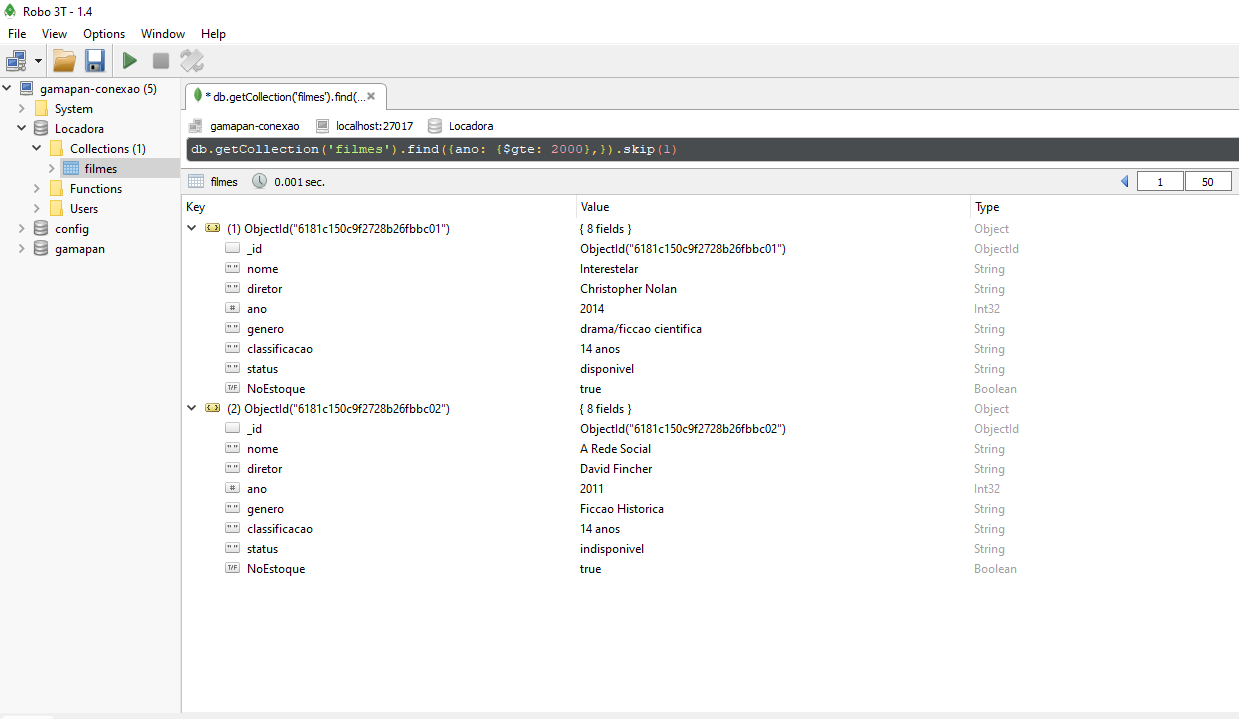 Robo 3T - 1.4
File View Options Window Help
gamapan-conexao (5)
System
Locadora
Collections (1)
filmes
Functions
Users
config
gamapan
* db.getCollection('filmes').find(...
gamapan-conexao localhost:27017 Locadora
db.getCollection('filmes').find({ano: {$gte: 2000},}).skip(1)
filmes 0.001 sec. 1 50
Key Value Type
(1) ObjectId("6181c150c9f2728b26fbbc01") { 8 fields } Object
_id ObjectId("6181c150c9f2728b26fbbc01") ObjectId
" " nome Interestelar String
" " diretor Christopher Nolan String
# ano 2014 Int32
" " genero drama/ficcao cientifica String
" " classificacao 14 anos String
" " status disponivel String
T/F NoEstoque true Boolean
(2) ObjectId("6181c150c9f2728b26fbbc02") { 8 fields } Object
_id ObjectId("6181c150c9f2728b26fbbc02") ObjectId
" " nome A Rede Social String
" " diretor David Fincher String
# ano 2011 Int32
" " genero Ficcao Historica String
" " classificacao 14 anos String
" " status indisponivel String
T/F NoEstoque true Boolean